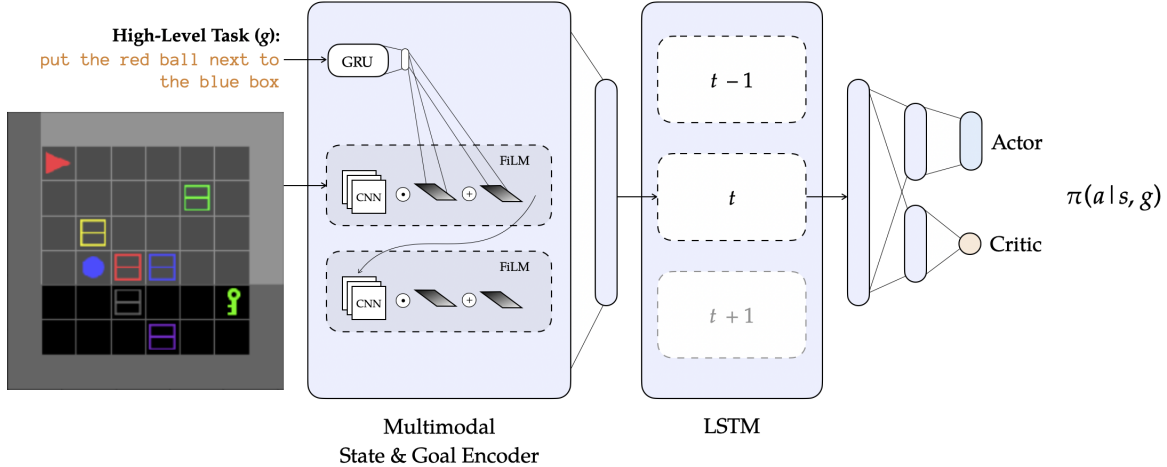 High-Level Task (g):
put the red ball next to
the blue box
GRU
FiLM
CNN
FiLM
CNN
Multimodal
State & Goal Encoder
t − 1
t
t + 1
LSTM
Actor
Critic
π(a|s, g)